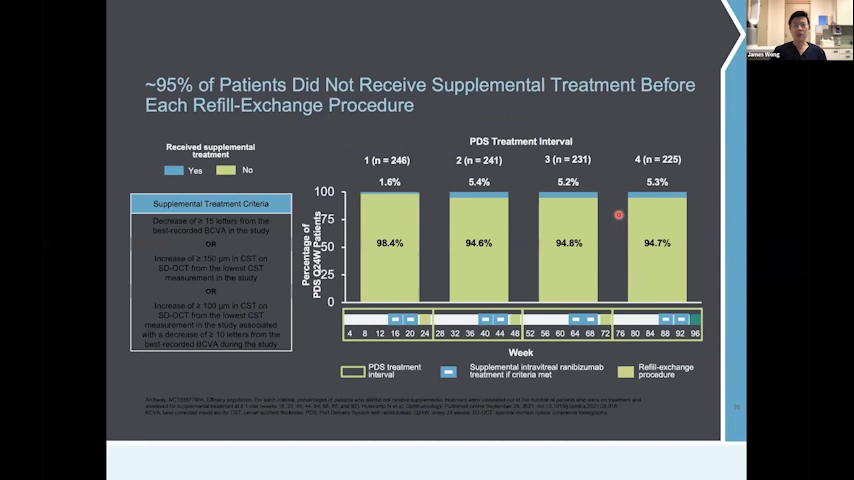 James Wong
~95% of Patients Did Not Receive Supplemental Treatment Before
Each Refill-Exchange Procedure
Received supplemental
treatment
Yes
No
Supplemental Treatment Criteria
Decrease of ≥ 15 letters from the
best-recorded BCVA in the study
OR
Increase of ≥ 150 µm in CST on
SD-OCT from the lowest CST
measurement in the study
OR
Increase of ≥ 100 µm in CST on
SD-OCT from the lowest CST
measurement in the study associated
with a decrease of ≥ 10 letters from the
best-recorded BCVA during the study
PDS Treatment Interval
1 (n = 246)
2 (n = 241)
3 (n = 231)
4 (n = 225)
1.6%
5.4%
5.2%
5.3%
Percentage of
PDS Q24W Patients
100
75
50
25
0
98.4%
94.6%
94.8%
94.7%
4 8 12 16 20 24 28 32 36 40 44 48 52 56 60 64 68 72 76 80 84 88 92 96
Week
PDS treatment
interval
Supplemental intravitreal ranibizumab
treatment if criteria met
Refill-exchange
procedure